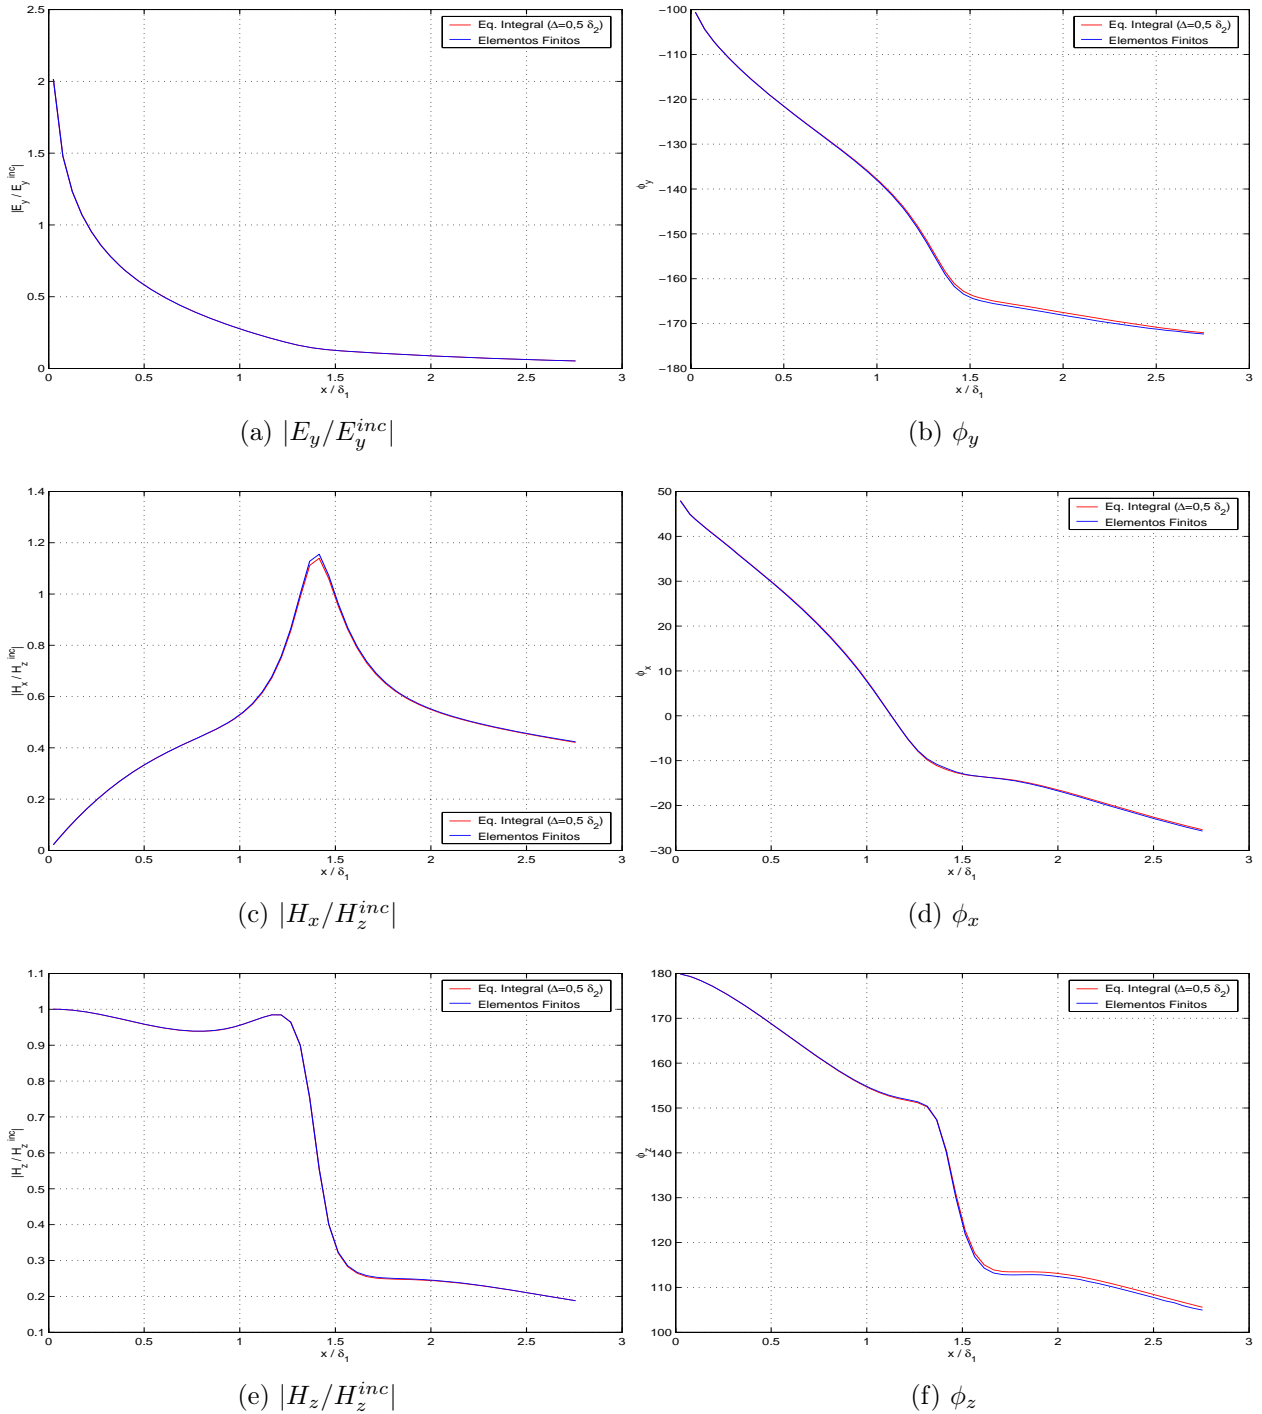 2.5
2
1.5
1
0.5
0
0 0.5 1 1.5 2 2.5 3
|E_y / E_y^inc|
x / δ_1
Eq. Integral (Δ=0,5 δ_2)
Elementos Finitos
(a) |E_y/E_y^{inc}|
−100
−110
−120
−130
−140
−150
−160
−170
−180
0 0.5 1 1.5 2 2.5 3
ϕ_y
x / δ_1
Eq. Integral (Δ=0,5 δ_2)
Elementos Finitos
(b) ϕ_y
1.4
1.2
1
0.8
0.6
0.4
0.2
0
0 0.5 1 1.5 2 2.5 3
|H_x / H_z^inc|
x / δ_1
Eq. Integral (Δ=0,5 δ_2)
Elementos Finitos
(c) |H_x/H_z^{inc}|
50
40
30
20
10
0
−10
−20
−30
0 0.5 1 1.5 2 2.5 3
ϕ_x
x / δ_1
Eq. Integral (Δ=0,5 δ_2)
Elementos Finitos
(d) ϕ_x
1.1
1
0.9
0.8
0.7
0.6
0.5
0.4
0.3
0.2
0.1
0 0.5 1 1.5 2 2.5 3
|H_z / H_z^inc|
x / δ_1
Eq. Integral (Δ=0,5 δ_2)
Elementos Finitos
(e) |H_z/H_z^{inc}|
180
170
160
150
140
130
120
110
100
0 0.5 1 1.5 2 2.5 3
ϕ_z
x / δ_1
Eq. Integral (Δ=0,5 δ_2)
Elementos Finitos
(f) ϕ_z